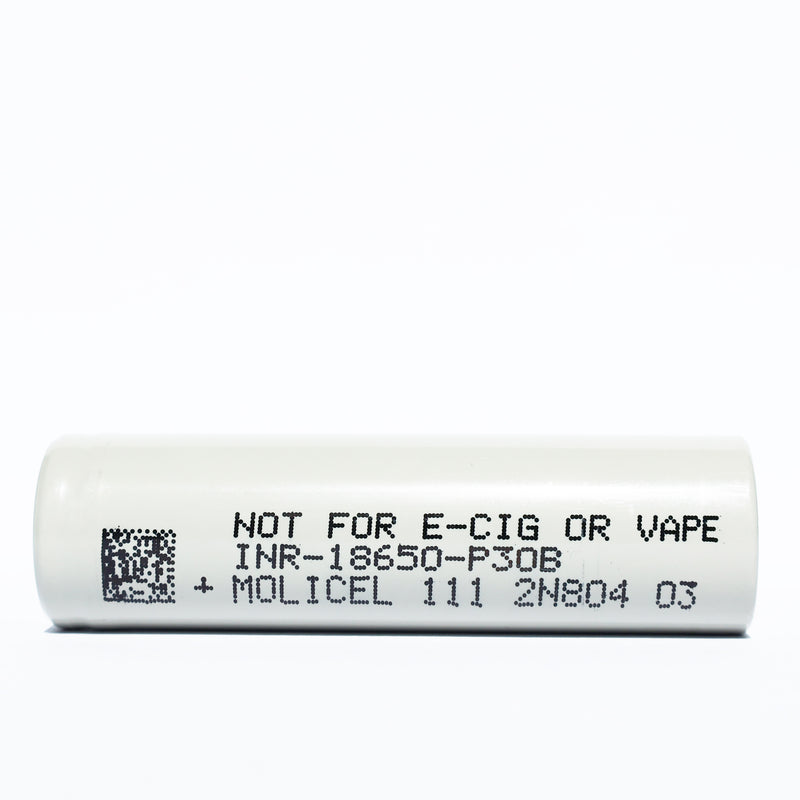 NOT FOR E-CIG OR VAPE
INR-18650-P30B
+ MOLICEL 111 2N804 03